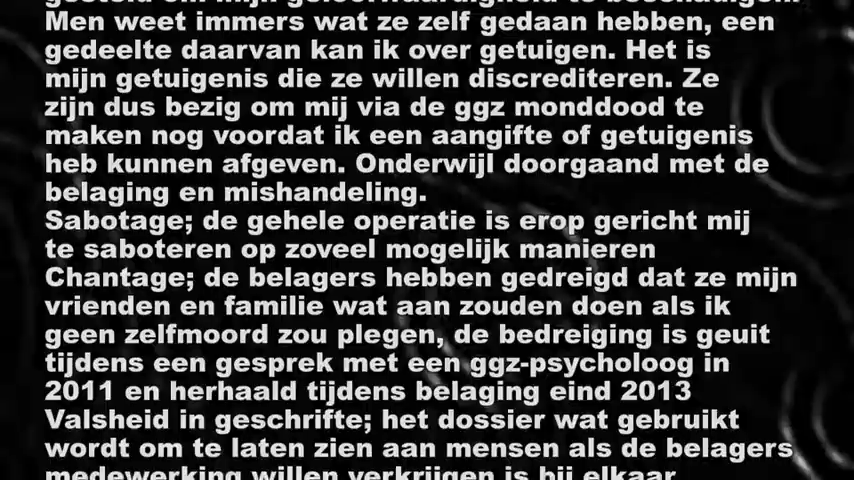 gesteld om mijn geloofwaardigheid te beschadigen.
Men weet immers wat ze zelf gedaan hebben, een
gedeelte daarvan kan ik over getuigen. Het is
mijn getuigenis die ze willen discrediteren. Ze
zijn dus bezig om mij via de ggz monddood te
maken nog voordat ik een aangifte of getuigenis
heb kunnen afgeven. Onderwijl doorgaand met de
belaging en mishandeling.
Sabotage; de gehele operatie is erop gericht mij
te saboteren op zoveel mogelijk manieren
Chantage; de belagers hebben gedreigd dat ze mijn
vrienden en familie wat aan zouden doen als ik
geen zelfmoord zou plegen, de bedreiging is geuit
tijdens een gesprek met een ggz-psycholoog in
2011 en herhaald tijdens belaging eind 2013
Valsheid in geschrifte; het dossier wat gebruikt
wordt om te laten zien aan mensen als de belagers
medewerking willen verkrijgen is bij elkaar